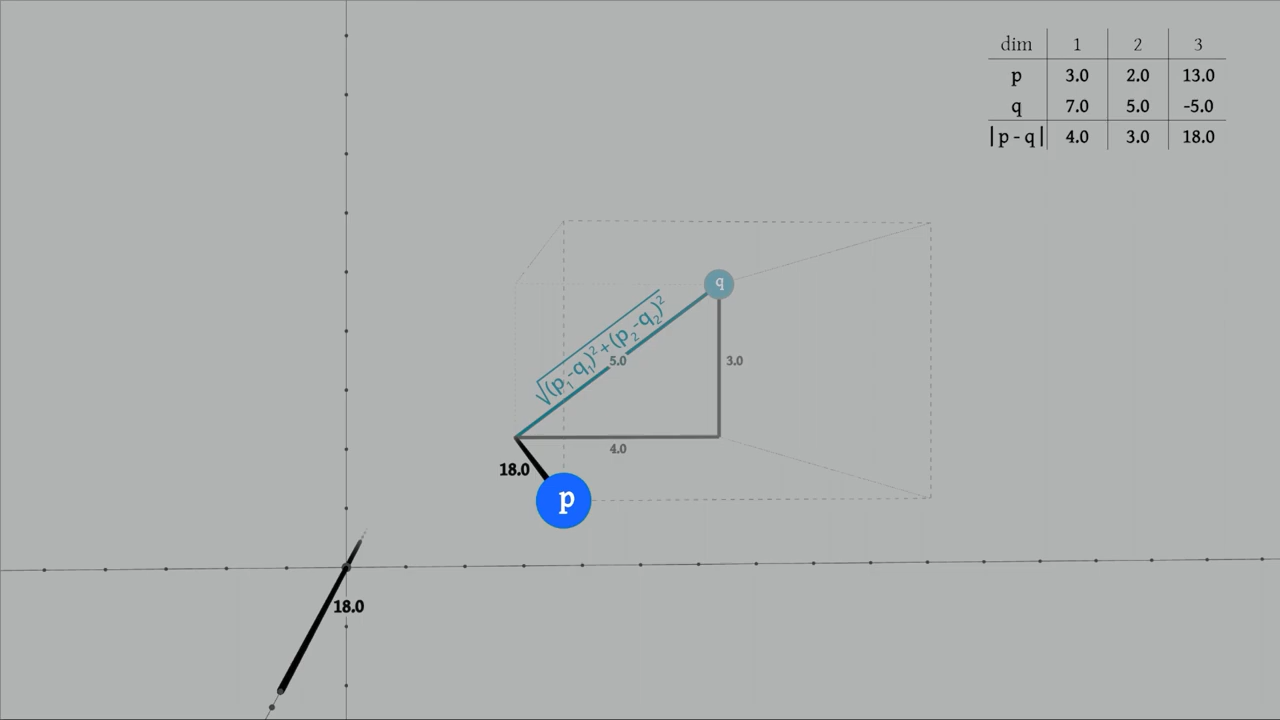 dim 1 2 3
p 3.0 2.0 13.0
q 7.0 5.0 -5.0
|p - q| 4.0 3.0 18.0
q
√(p₁-q₁)²+(p₂-q₂)²
5.0
3.0
4.0
18.0
p
18.0